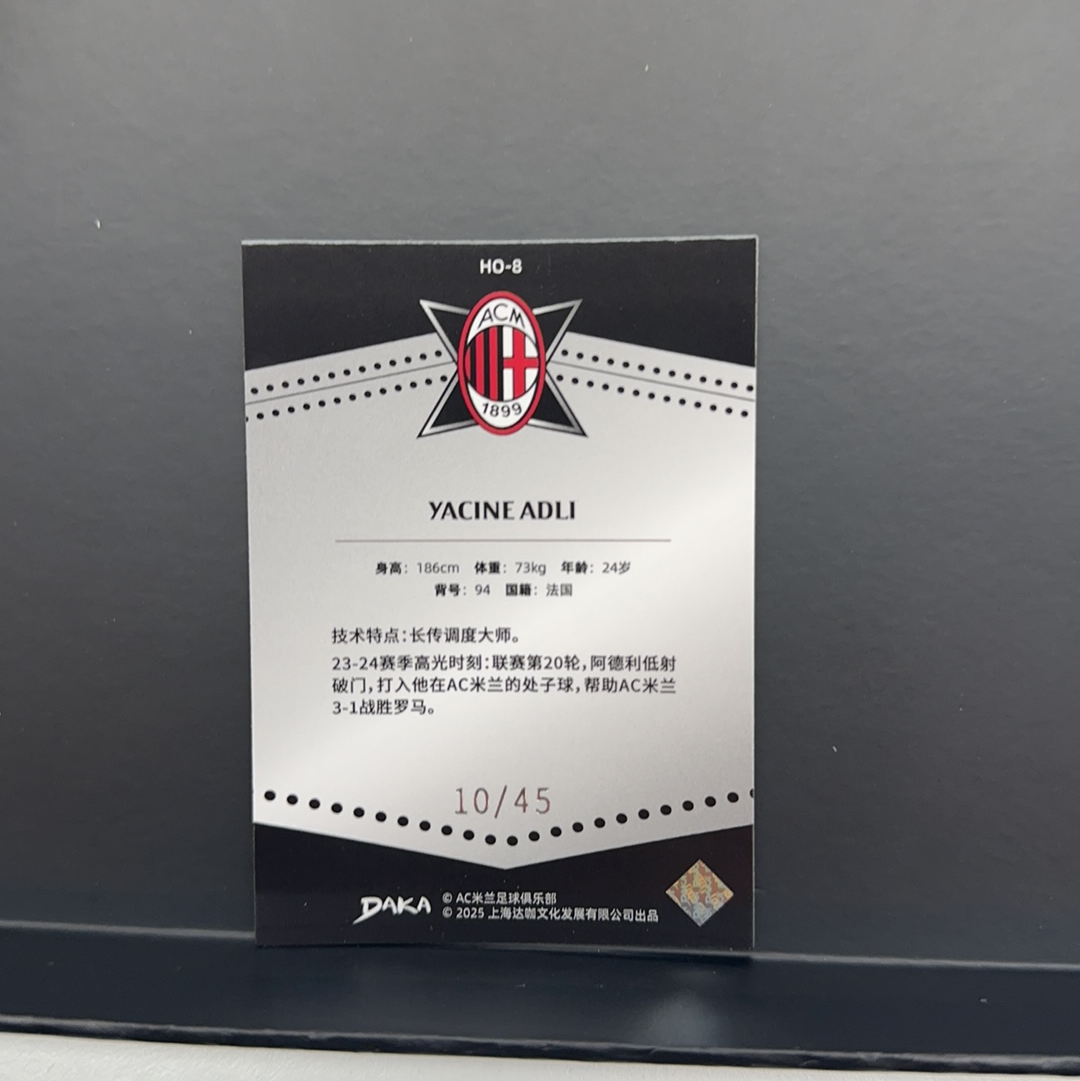 HO-8
ACM
1899
YACINE ADLI
身高：186cm 体重：73kg 年龄：24岁
背号：94 国籍：法国
技术特点：长传调度大师。
23-24赛季高光时刻：联赛第20轮，阿德利低射
破门，打入他在AC米兰的处子球，帮助AC米兰
3-1战胜罗马。
10/45
DAKA
© AC米兰足球俱乐部
© 2025 上海达咖文化发展有限公司出品